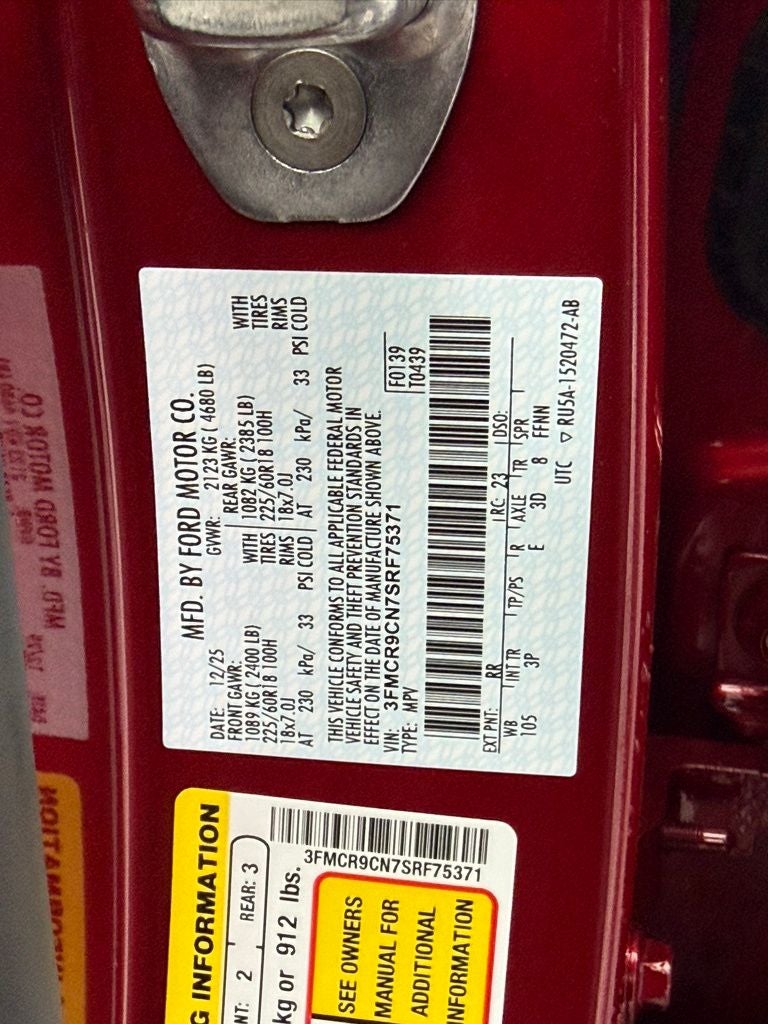 MFD. BY FORD MOTOR CO.
DATE: 12/25 GVWR: 2123 KG ( 4680 LB)
FRONT GAWR: REAR GAWR:
1089 KG ( 2400 LB) WITH 1082 KG ( 2385 LB) WITH
225/60R18 100H TIRES 225/60R18 100H TIRES
18x7.0J RIMS 18x7.0J RIMS
AT 230 kPa/ 33 PSI COLD AT 230 kPa/ 33 PSI COLD
THIS VEHICLE CONFORMS TO ALL APPLICABLE FEDERAL MOTOR
VEHICLE SAFETY AND THEFT PREVENTION STANDARDS IN
EFFECT ON THE DATE OF MANUFACTURE SHOWN ABOVE.
VIN: 3FMCR9CN7SRF75371 F0139
TYPE: MPV T0439
EXT PNT: RR RC: 23 DSO:
WB INT TR TP/PS R AXLE TR SPR
105 3P E 3D 8 FFNN
UTC ▽ RU5A-1520472-AB
G INFORMATION
NT: 2 REAR: 3
kg or 912 lbs.
3FMCR9CN7SRF75371
SEE OWNERS
MANUAL FOR
ADDITIONAL
INFORMATION